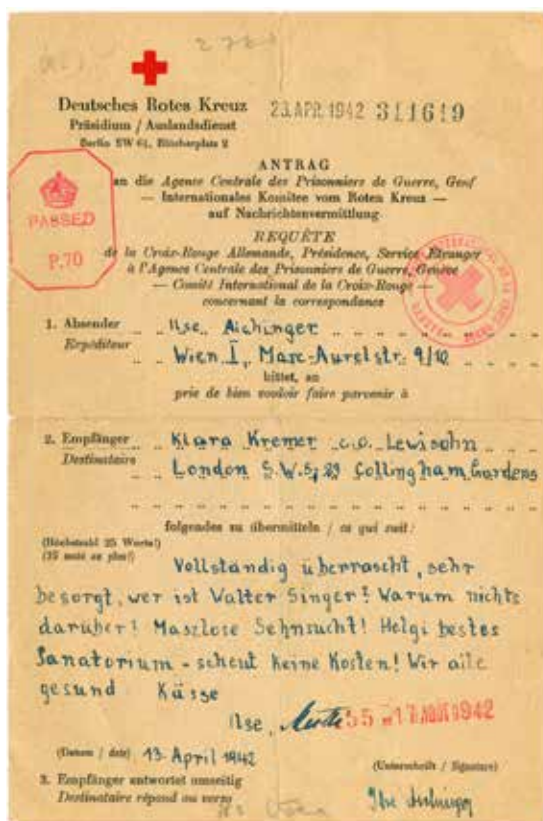 Deutsches Rotes Kreuz
Präsidium / Auslandsdienst
Berlin SW 61, Blücherplatz 2
23. APR. 1942 311619
PASSED
P.70
ANTRAG
an die Agence Centrale des Prisonniers de Guerre, Genf
— Internationales Komitee vom Roten Kreuz —
auf Nachrichtenvermittlung
REQUÊTE
de la Croix-Rouge Allemande, Présidence, Service Etranger
à l'Agence Centrale des Prisonniers de Guerre, Genève
— Comité International de la Croix-Rouge —
concernant la correspondance
1. Absender Ilse Aichinger
Expéditeur Wien I, Marc-Aurelstr. 9/10
bittet, an
prie de bien vouloir faire parvenir à
2. Empfänger Klara Kremer c.o. Lewisohn
Destinataire London S.W.5, 29 Collingham Gardens
folgendes zu übermitteln / ce qui suit:
(Höchstzahl 25 Worte!)
(25 mots au plus!)
Vollständig überrascht, sehr
besorgt, wer ist Walter Singer? Warum nichts
darüber? Maszlose Sehnsucht! Helgi bestes
Sanatorium - scheut keine Kosten! Wir alle
gesund Küsse
Ilse, 17 AOUT 1942
(Datum / date) 13. April 1942
(Unterschrift / Signature)
3. Empfänger antwortet umseitig
Destinataire répond au verso
Ilse Aichinger